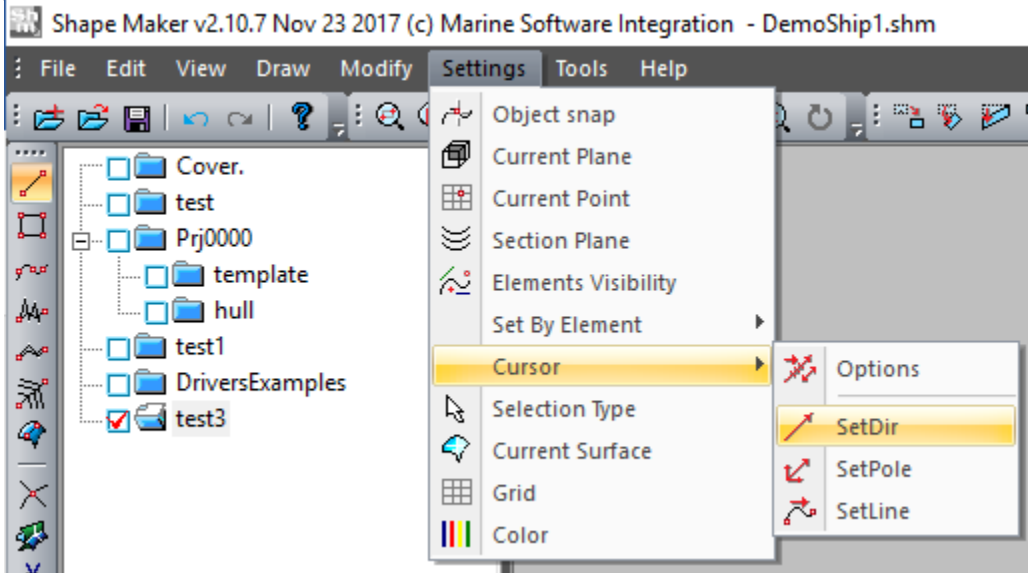 Shape Maker v2.10.7 Nov 23 2017 (c) Marine Software Integration - DemoShip1.shm
File Edit View Draw Modify Settings Tools Help
Cover.
test
Prj0000
template
hull
test1
DriversExamples
test3
Object snap
Current Plane
Current Point
Section Plane
Elements Visibility
Set By Element
Cursor
Selection Type
Current Surface
Grid
Color
Options
SetDir
SetPole
SetLine